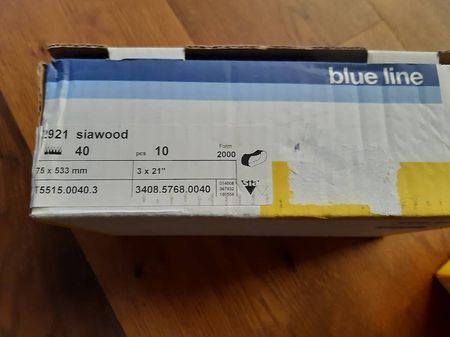 blue line
2921 siawood
40 pcs 10 Form 2000
75 x 533 mm 3 x 21"
T5515.0040.3 3408.5768.0040